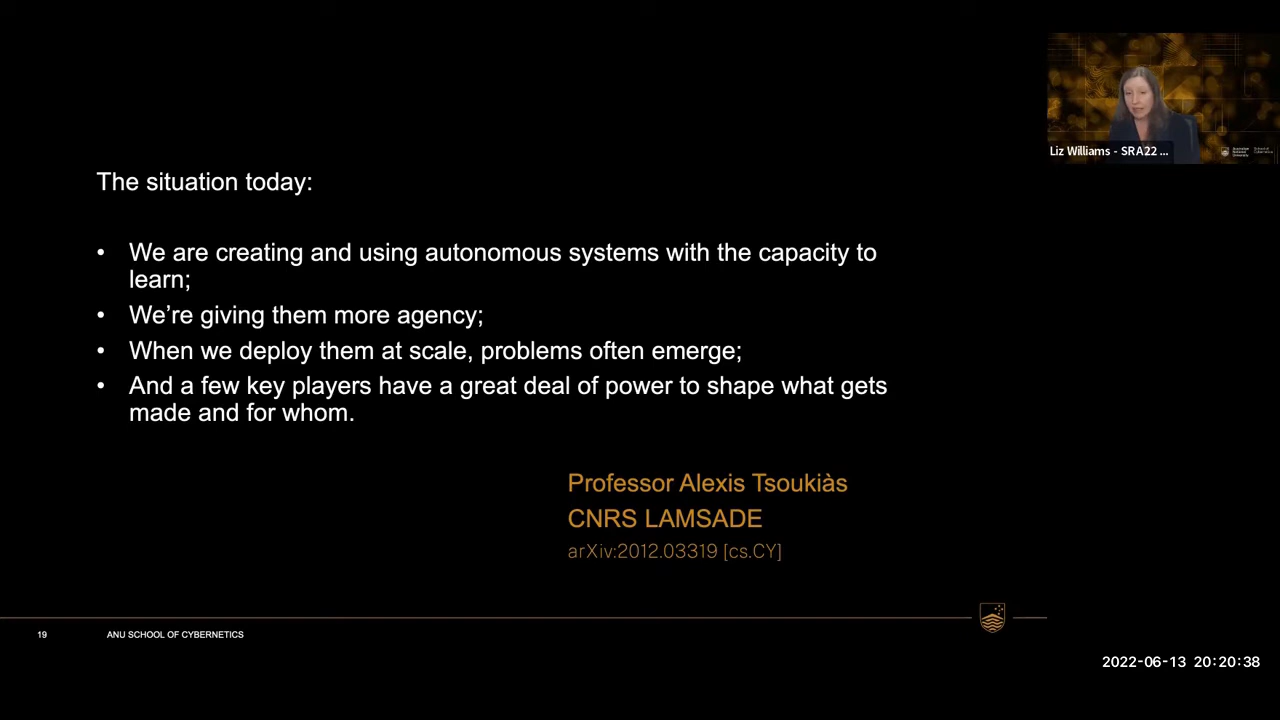 Liz Williams - SRA22 ...
The situation today:
• We are creating and using autonomous systems with the capacity to
learn;
• We’re giving them more agency;
• When we deploy them at scale, problems often emerge;
• And a few key players have a great deal of power to shape what gets
made and for whom.
Professor Alexis Tsoukiàs
CNRS LAMSADE
arXiv:2012.03319 [cs.CY]
19
ANU SCHOOL OF CYBERNETICS
2022-06-13 20:20:38